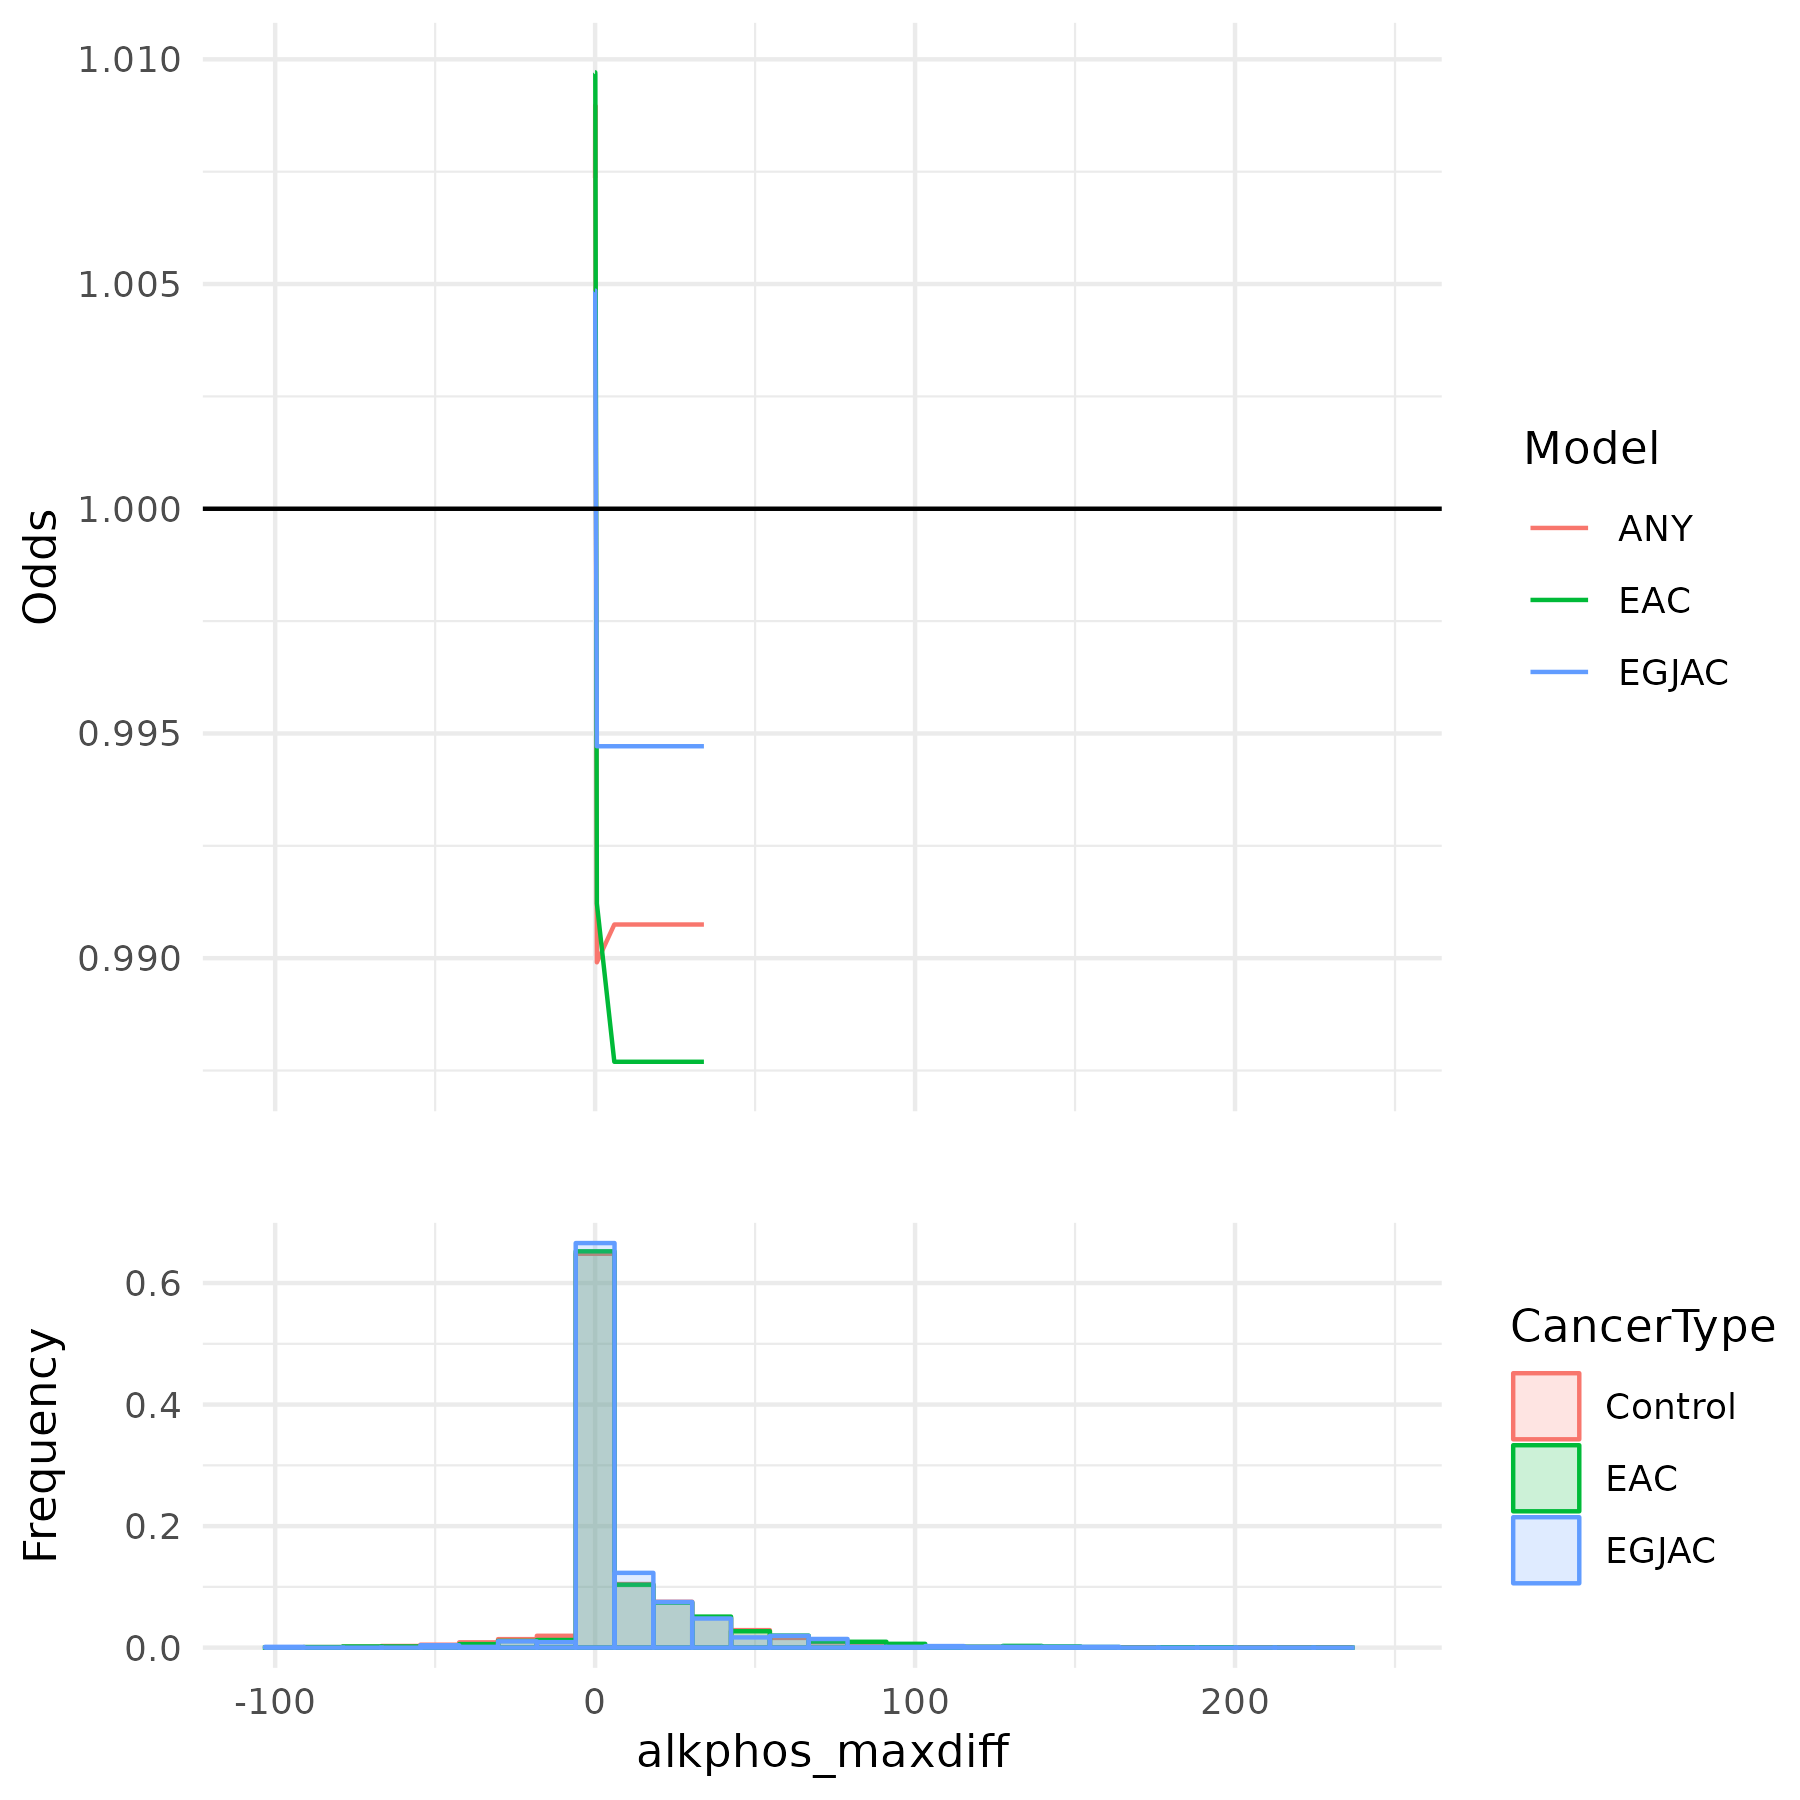 1.010
1.005
1.000
0.995
0.990
Odds
Model
ANY
EAC
EGJAC
0.6
0.4
0.2
0.0
Frequency
-100
0
100
200
alkphos_maxdiff
CancerType
Control
EAC
EGJAC